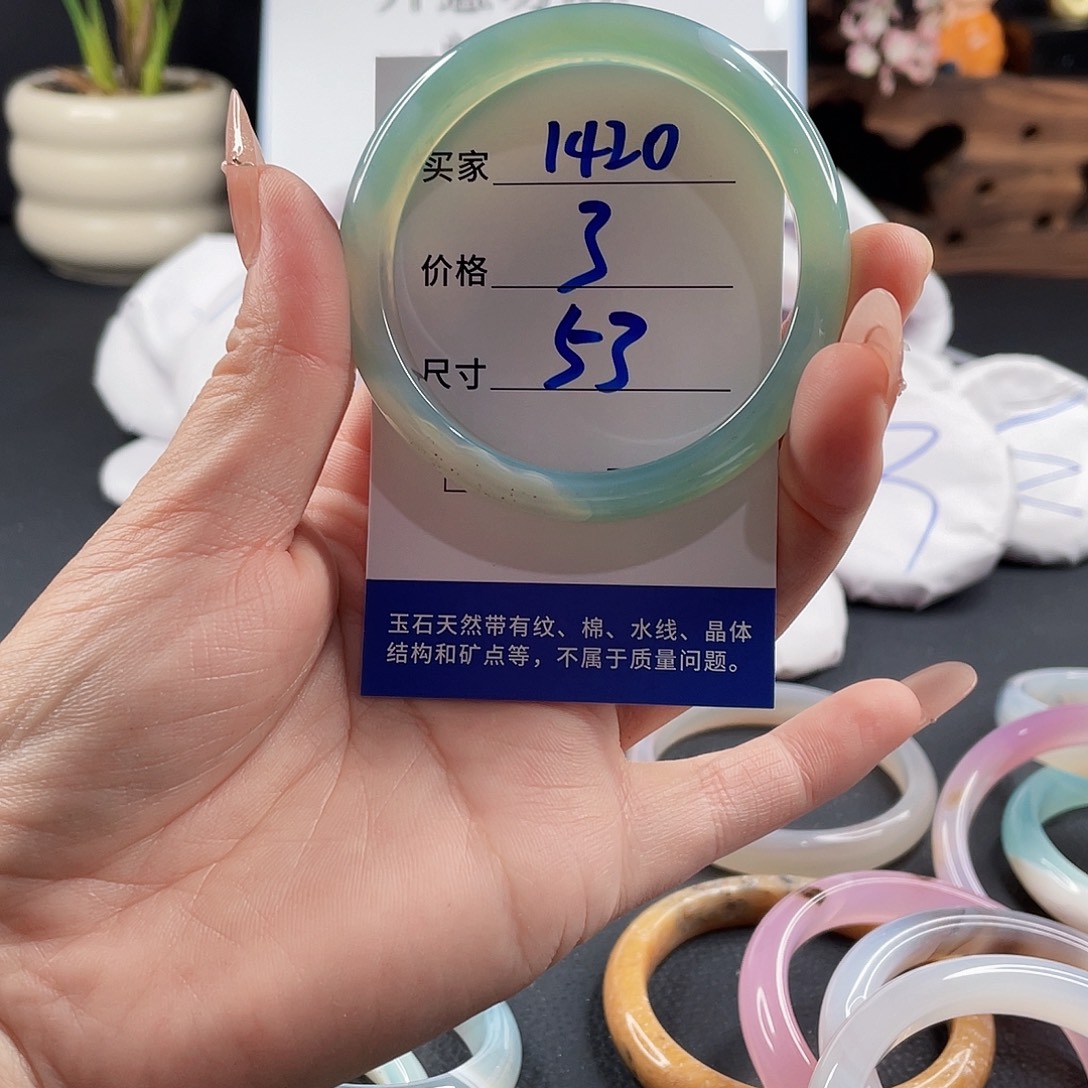 买家 1420
价格 3
尺寸 53
玉石天然带有纹、棉、水线、晶体
结构和矿点等，不属于质量问题。